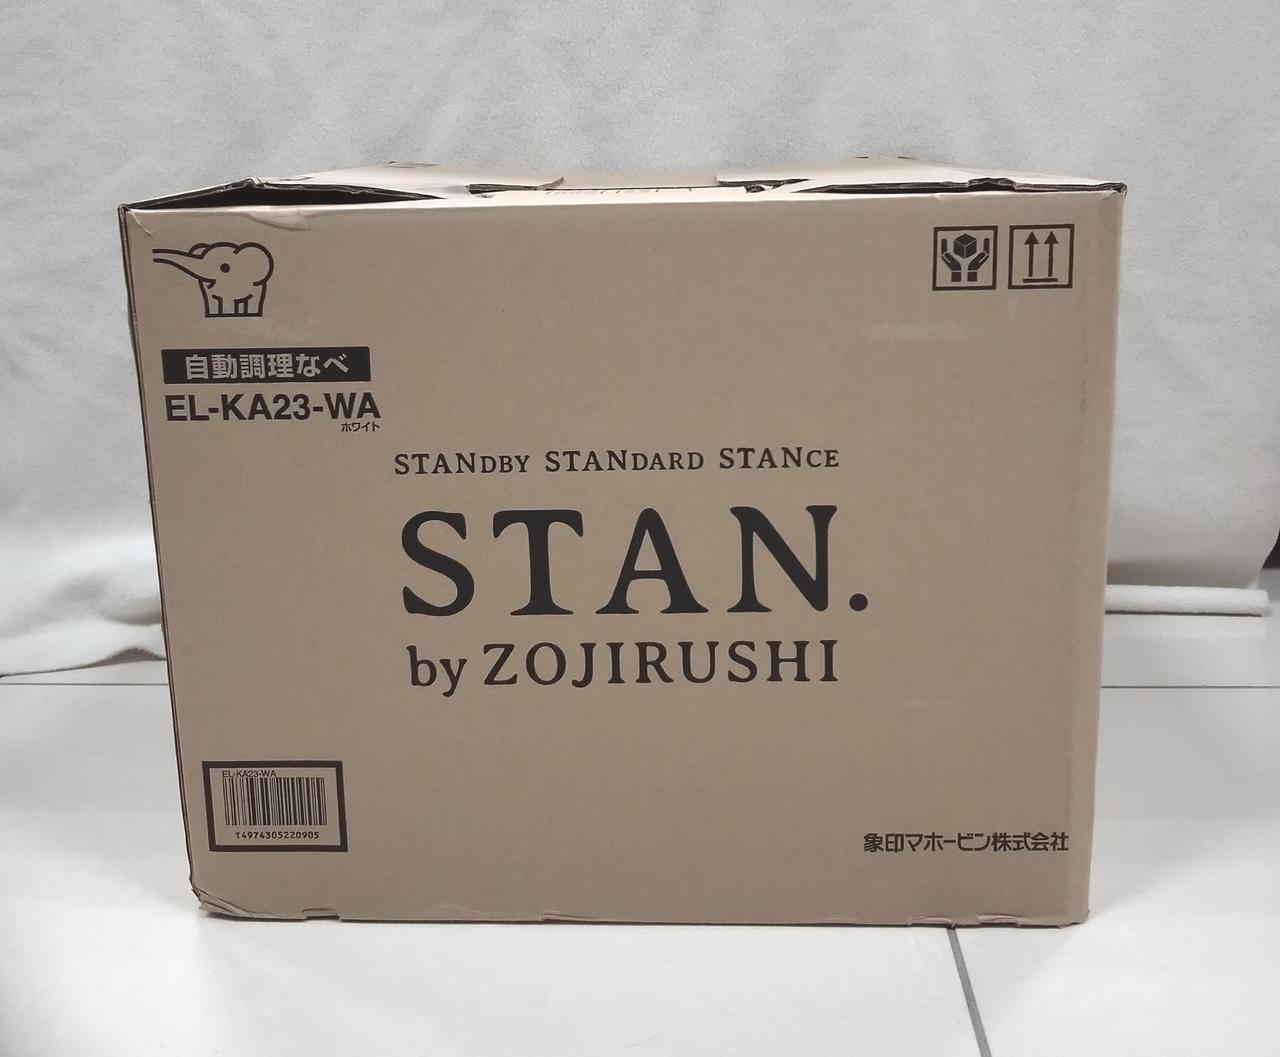 自動調理なべ
EL-KA23-WA
ホワイト
STANDBY STANDARD STANCE
STAN.
by ZOJIRUSHI
EL-KA23-WA
T4974305220905
象印マホービン株式会社